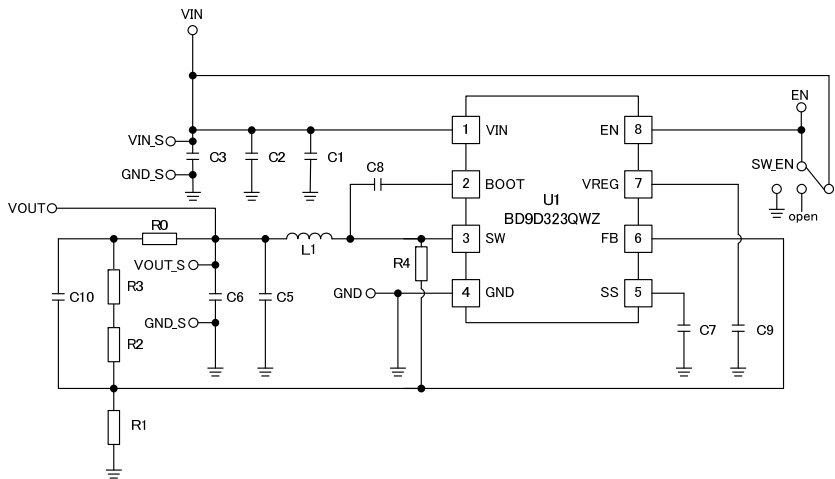 VIN
EN
VIN_S
C3
C2
C1
1
VIN
EN
8
GND_S
C8
SW_EN
2
BOOT
U1
VREG
7
VOUT
BD9D323QWZ
open
R0
L1
3
SW
FB
6
VOUT_S
R4
R3
C10
C6
C5
GND
4
GND
SS
5
GND_S
R2
C7
C9
R1